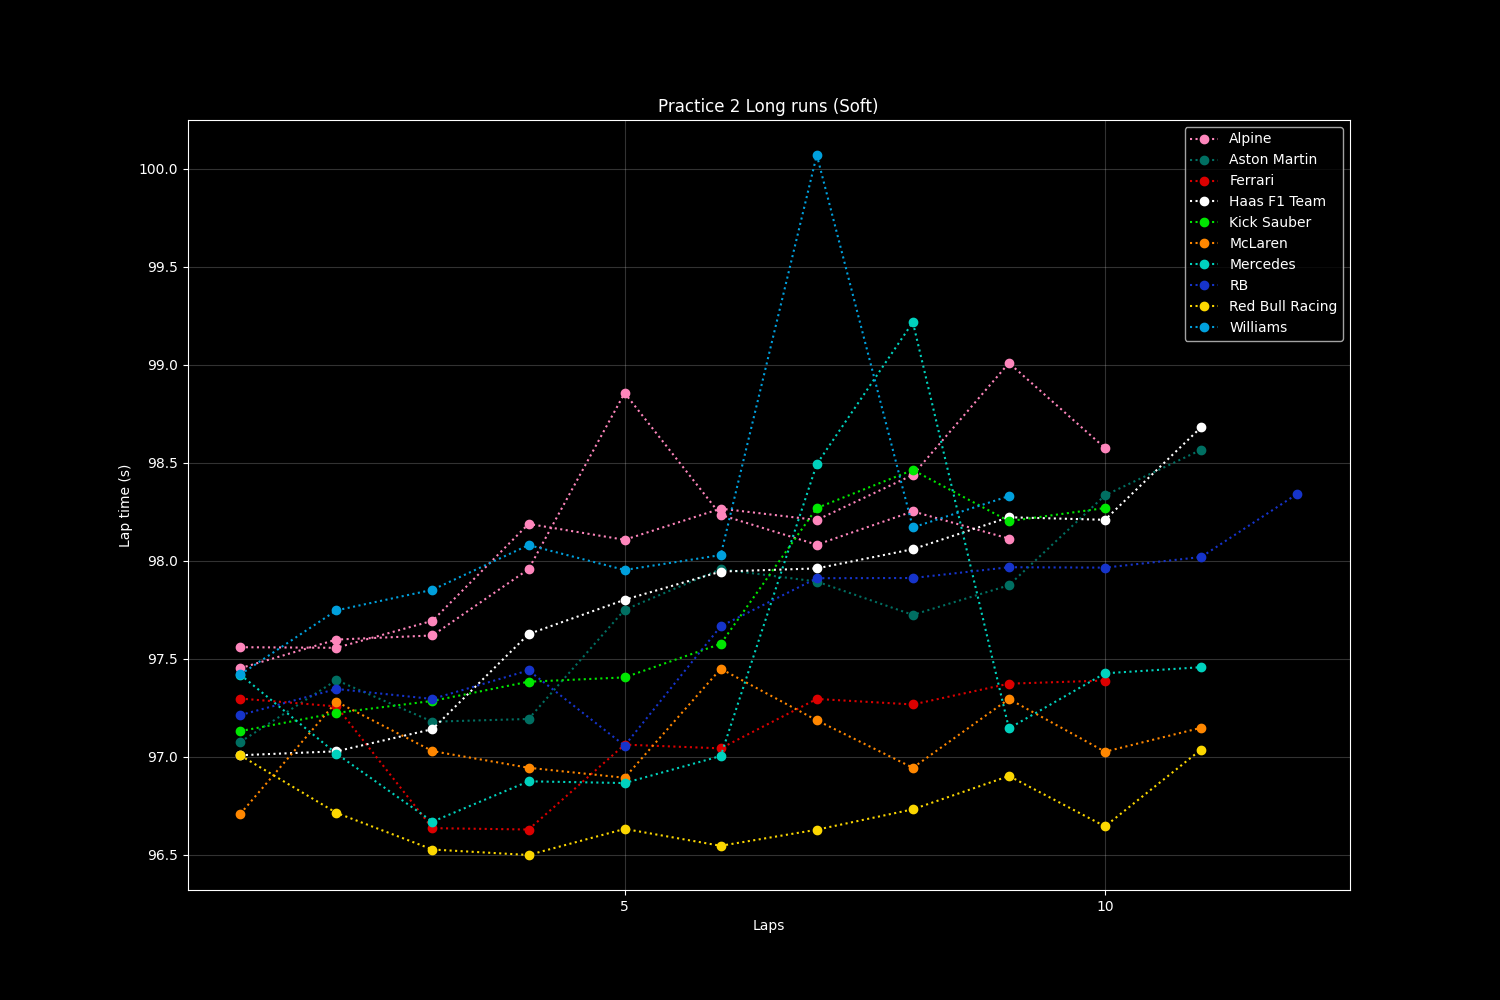 Practice 2 Long runs (Soft)
Alpine
Aston Martin
Ferrari
Haas F1 Team
Kick Sauber
McLaren
Mercedes
RB
Red Bull Racing
Williams
100.0
99.5
99.0
98.5
98.0
97.5
97.0
96.5
Lap time (s)
5
10
Laps